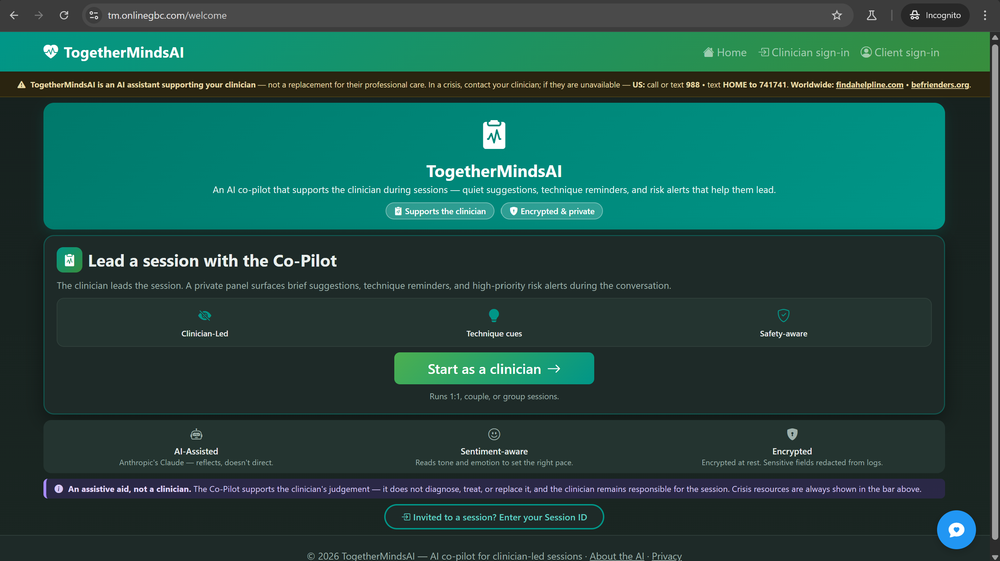 tm.onlinegbc.com/welcome
Incognito
TogetherMindsAI
Home
Clinician sign-in
Client sign-in
TogetherMindsAI is an AI assistant supporting your clinician — not a replacement for their professional care. In a crisis, contact your clinician; if they are unavailable — US: call or text 988 • text HOME to 741741. Worldwide: findahelpline.com • befrienders.org.
TogetherMindsAI
An AI co-pilot that supports the clinician during sessions — quiet suggestions, technique reminders, and risk alerts that help them lead.
Supports the clinician
Encrypted & private
Lead a session with the Co-Pilot
The clinician leads the session. A private panel surfaces brief suggestions, technique reminders, and high-priority risk alerts during the conversation.
Clinician-Led
Technique cues
Safety-aware
Start as a clinician →
Runs 1:1, couple, or group sessions.
AI-Assisted
Anthropic's Claude — reflects, doesn't direct.
Sentiment-aware
Reads tone and emotion to set the right pace.
Encrypted
Encrypted at rest. Sensitive fields redacted from logs.
An assistive aid, not a clinician. The Co-Pilot supports the clinician's judgement — it does not diagnose, treat, or replace it, and the clinician remains responsible for the session. Crisis resources are always shown in the bar above.
Invited to a session? Enter your Session ID
© 2026 TogetherMindsAI — AI co-pilot for clinician-led sessions · About the AI · Privacy